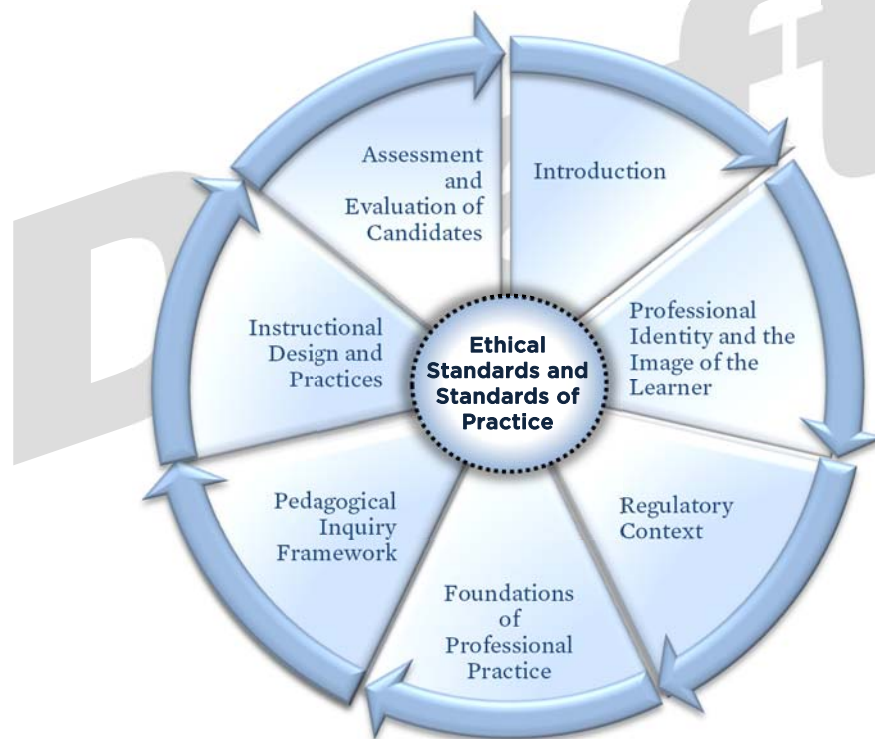 Draft
Introduction
Professional
Identity and the
Image of the
Learner
Regulatory
Context
Foundations
of
Professional
Practice
Pedagogical
Inquiry
Framework
Instructional
Design and
Practices
Assessment
and
Evaluation of
Candidates
Ethical
Standards and
Standards of
Practice